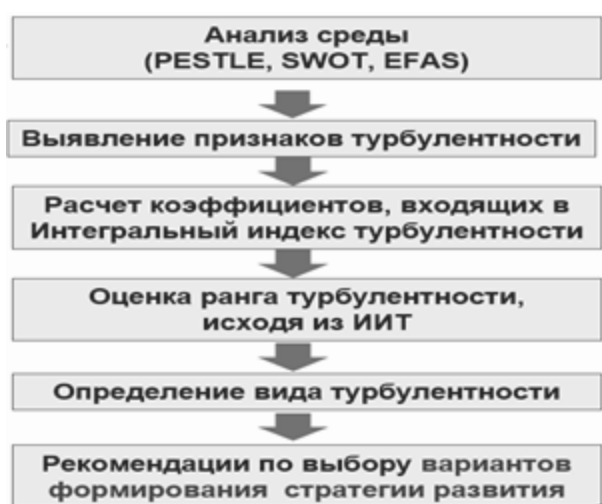 Анализ среды
(PESTLE, SWOT, EFAS)
Выявление признаков турбулентности
Расчет коэффициентов, входящих в
Интегральный индекс турбулентности
Оценка ранга турбулентности,
исходя из ИИТ
Определение вида турбулентности
Рекомендации по выбору вариантов
формирования стратегии развития